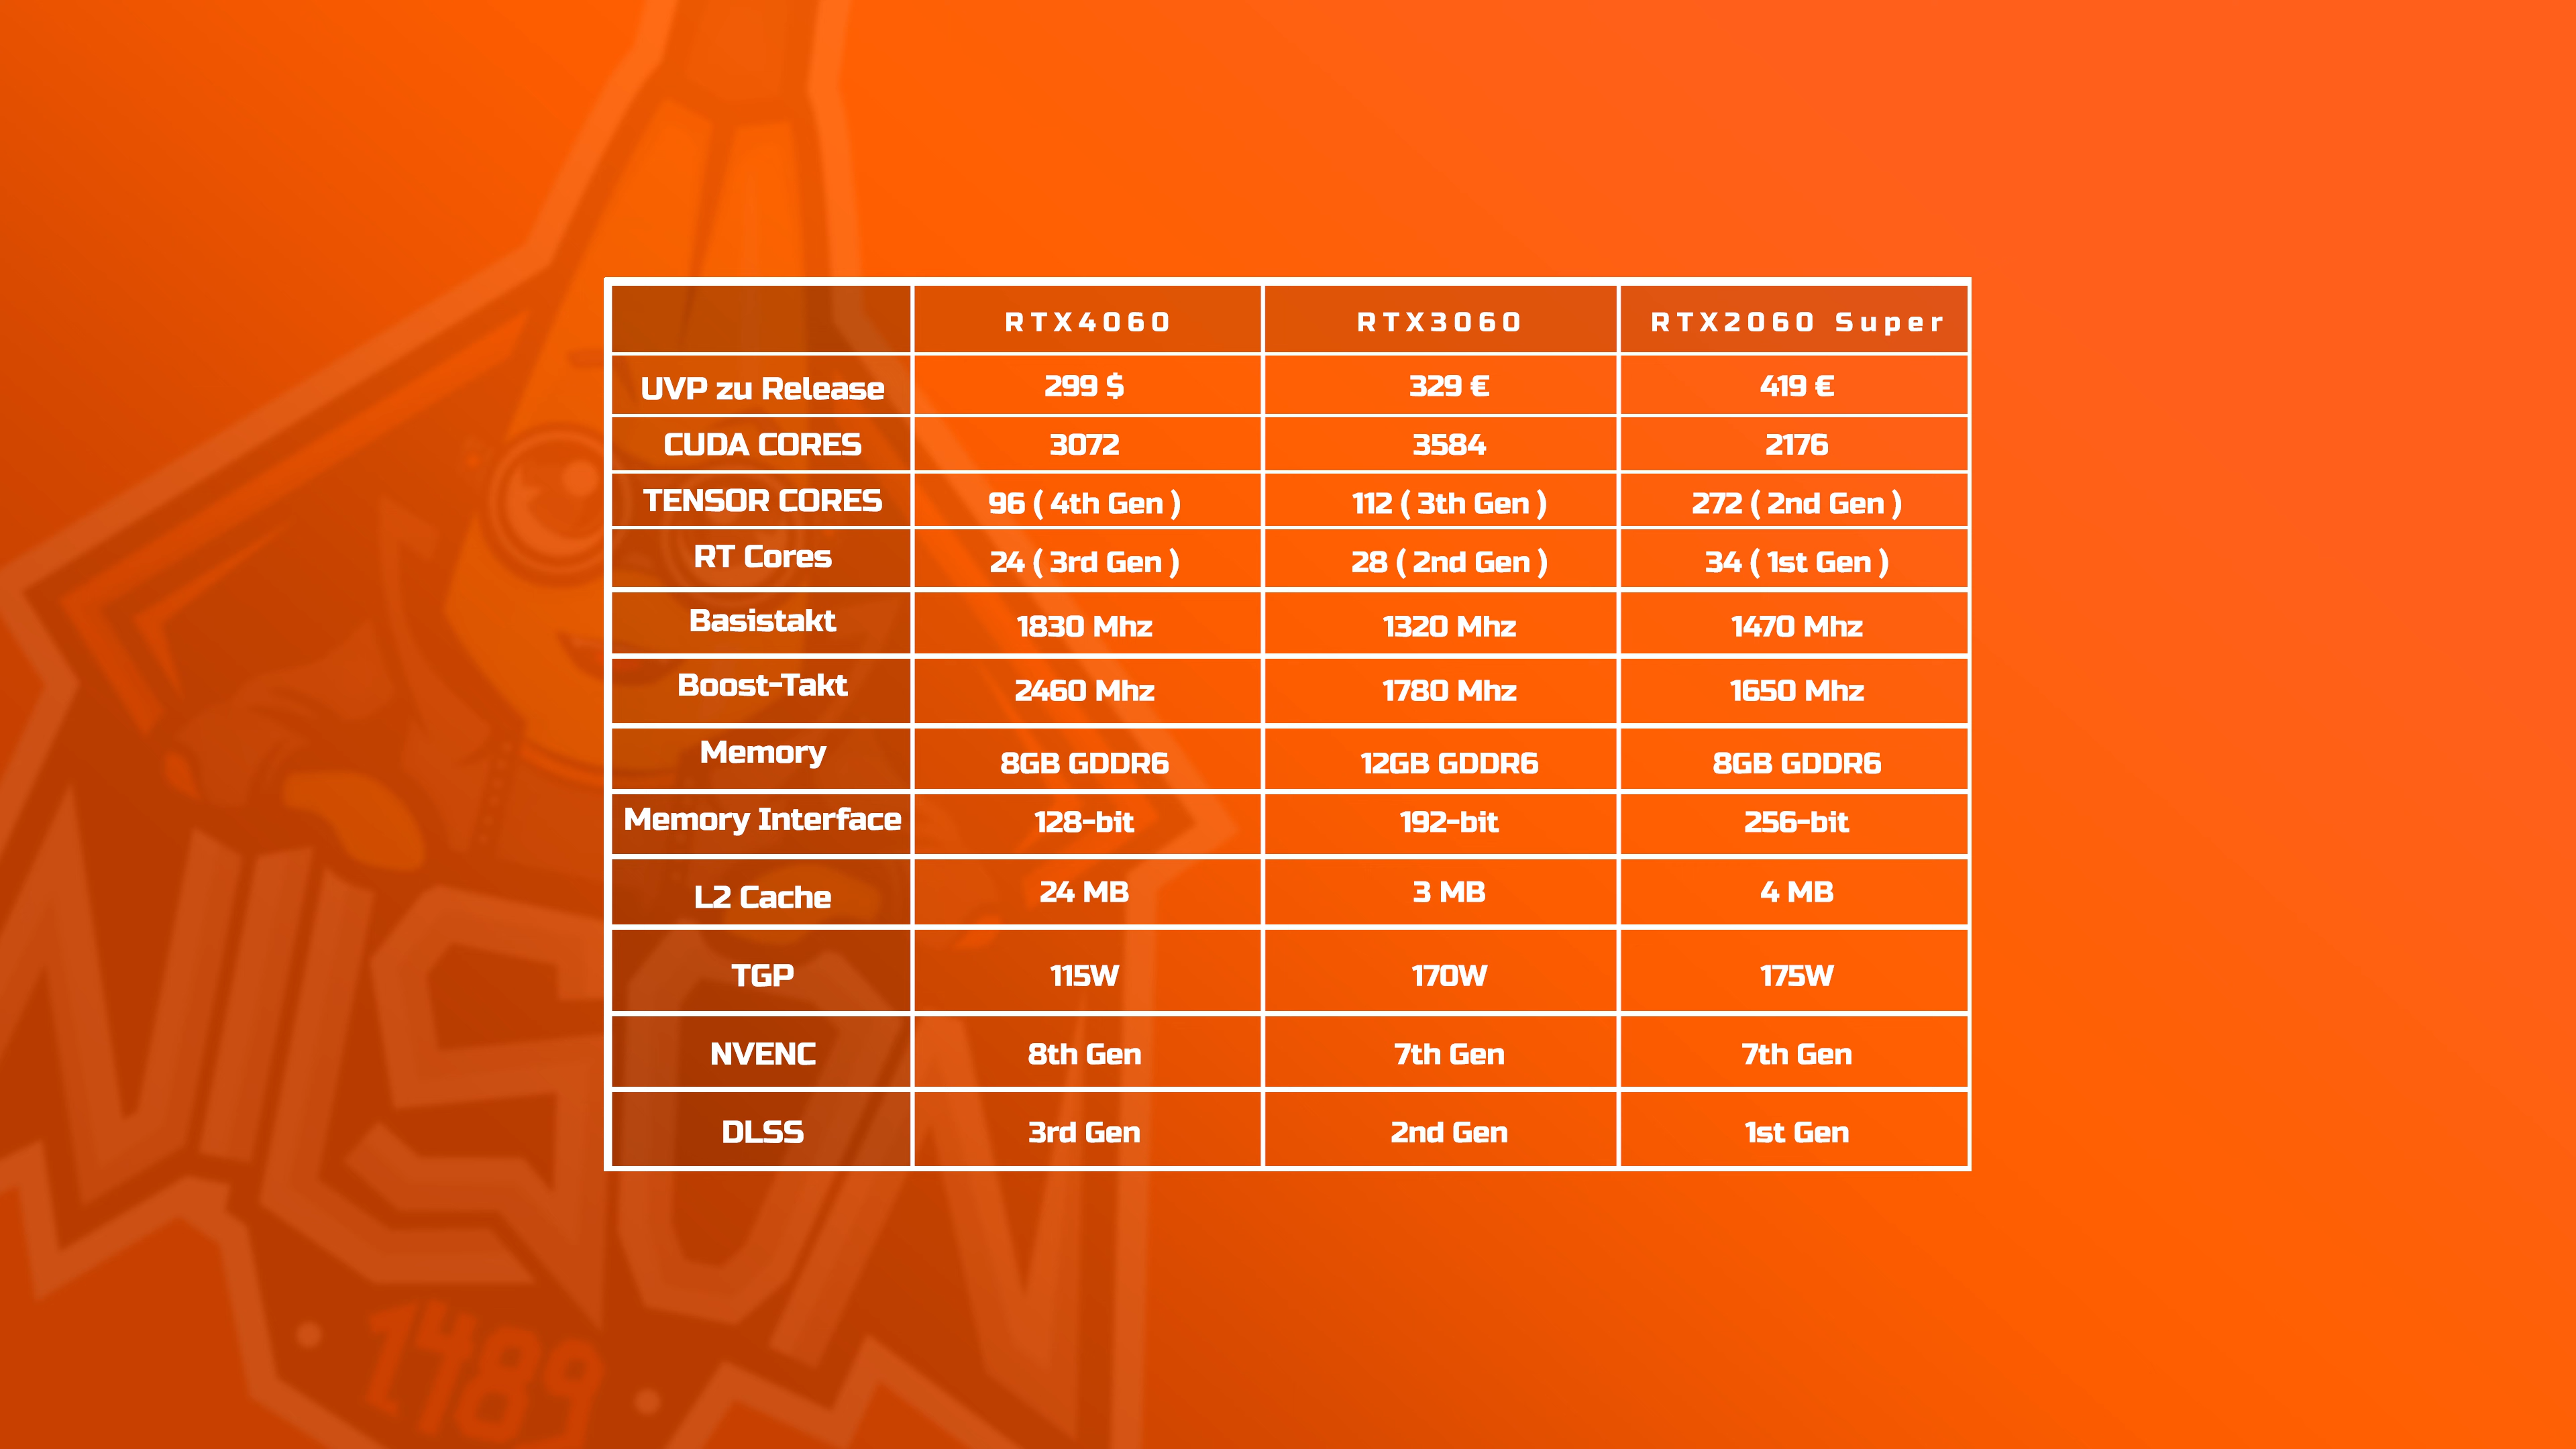 RTX4060 RTX3060 RTX2060 Super
UVP zu Release 299 $ 329 € 419 €
CUDA CORES 3072 3584 2176
TENSOR CORES 96 ( 4th Gen ) 112 ( 3th Gen ) 272 ( 2nd Gen )
RT Cores 24 ( 3rd Gen ) 28 ( 2nd Gen ) 34 ( 1st Gen )
Basistakt 1830 Mhz 1320 Mhz 1470 Mhz
Boost-Takt 2460 Mhz 1780 Mhz 1650 Mhz
Memory 8GB GDDR6 12GB GDDR6 8GB GDDR6
Memory Interface 128-bit 192-bit 256-bit
L2 Cache 24 MB 3 MB 4 MB
TGP 115W 170W 175W
NVENC 8th Gen 7th Gen 7th Gen
DLSS 3rd Gen 2nd Gen 1st Gen
1489